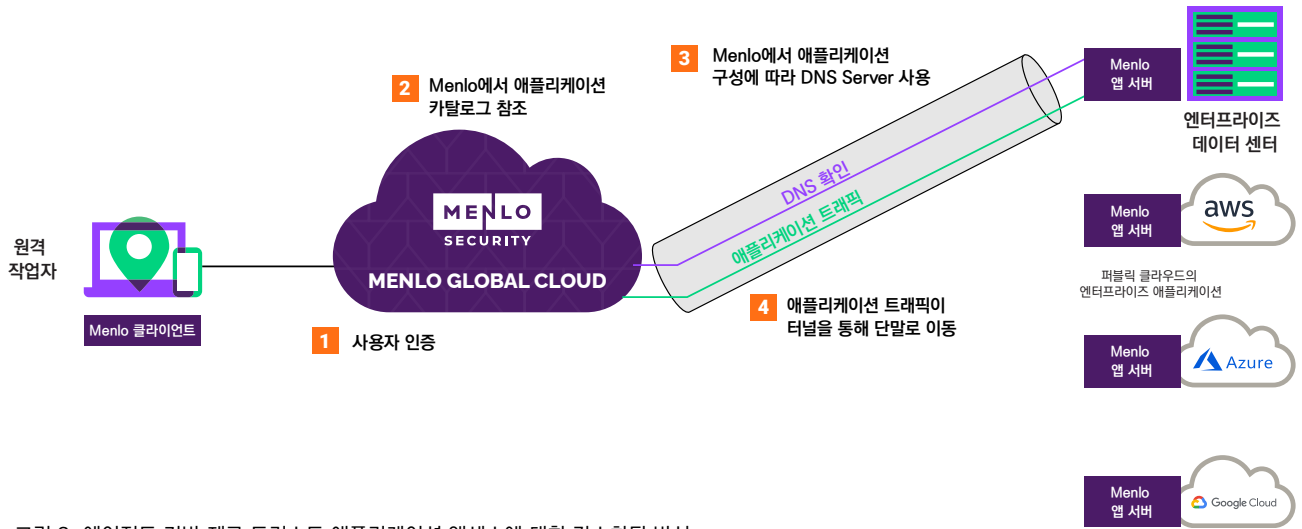 3 Menlo에서 애플리케이션
구성에 따라 DNS Server 사용
Menlo
앱 서버
엔터프라이즈
데이터 센터
2 Menlo에서 애플리케이션
카탈로그 참조
MENLO
SECURITY
MENLO GLOBAL CLOUD
DNS 확인
애플리케이션 트래픽
원격
작업자
Menlo 클라이언트
1 사용자 인증
4 애플리케이션 트래픽이
터널을 통해 단말로 이동
Menlo
앱 서버
aws
퍼블릭 클라우드의
엔터프라이즈 애플리케이션
Menlo
앱 서버
Azure
Menlo
앱 서버
Google Cloud